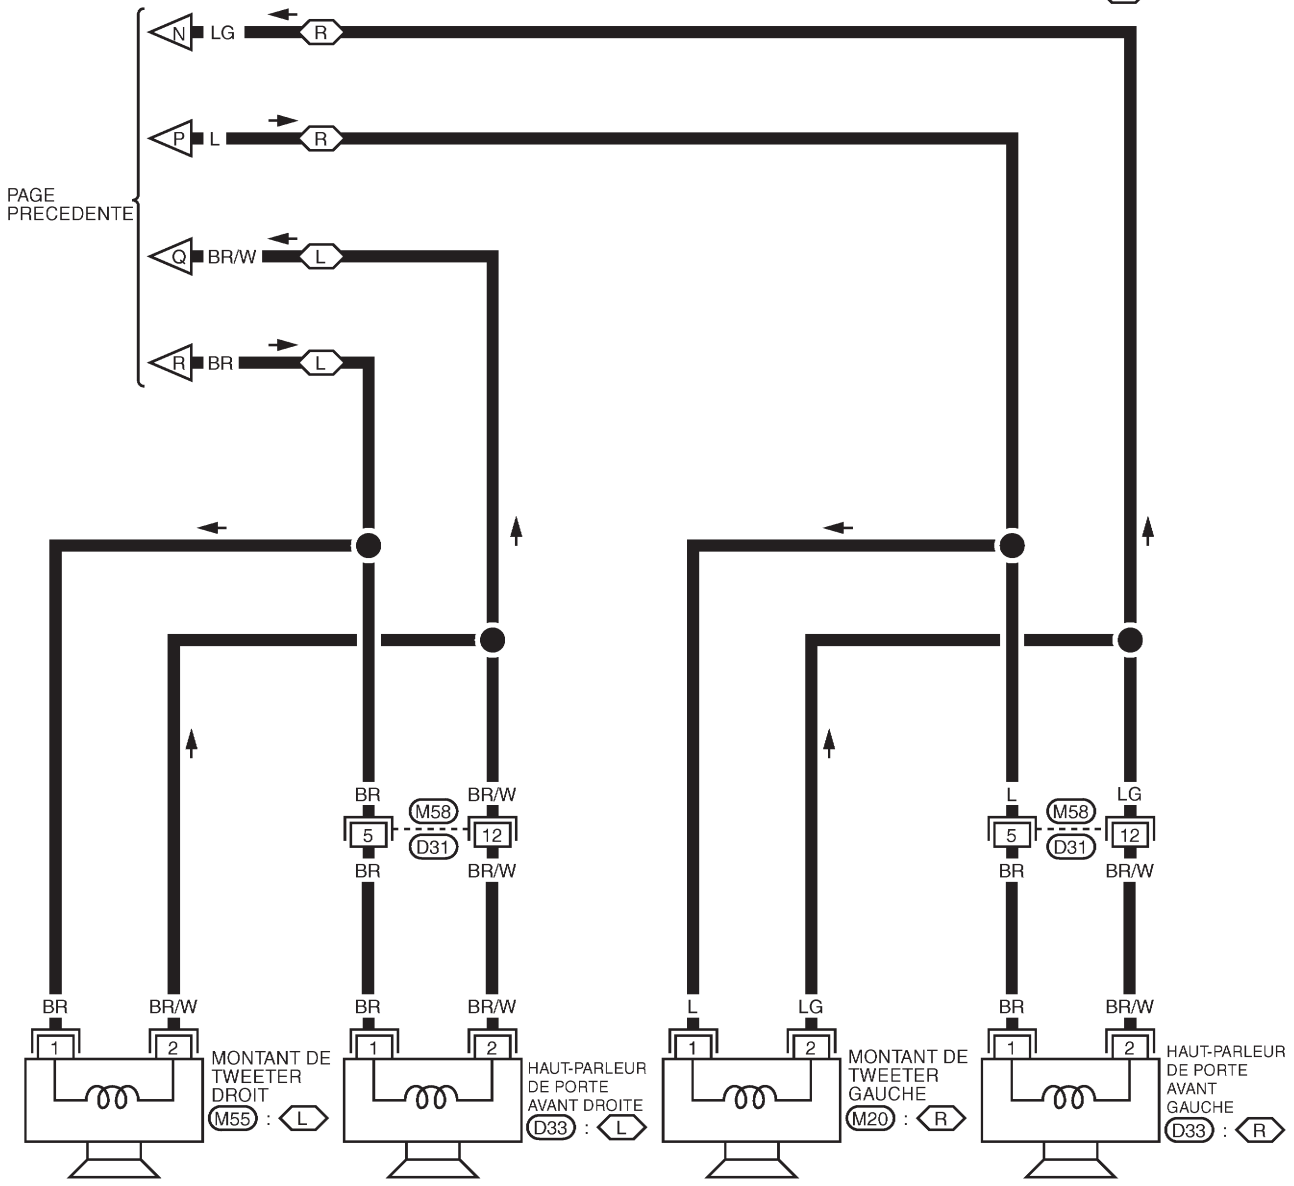 N LG R
P L R
PAGE
PRECEDENTE
Q BR/W L
R BR L
BR BR/W L LG
M58 M58
5 12 5 12
D31 D31
BR BR/W BR BR/W
BR BR/W BR BR/W L LG BR BR/W
1 2 1 2 1 2 1 2
MONTANT DE
TWEETER
DROIT
M55 : L
HAUT-PARLEUR
DE PORTE
AVANT DROITE
D33 : L
MONTANT DE
TWEETER
GAUCHE
M20 : R
HAUT-PARLEUR
DE PORTE
AVANT
GAUCHE
D33 : R